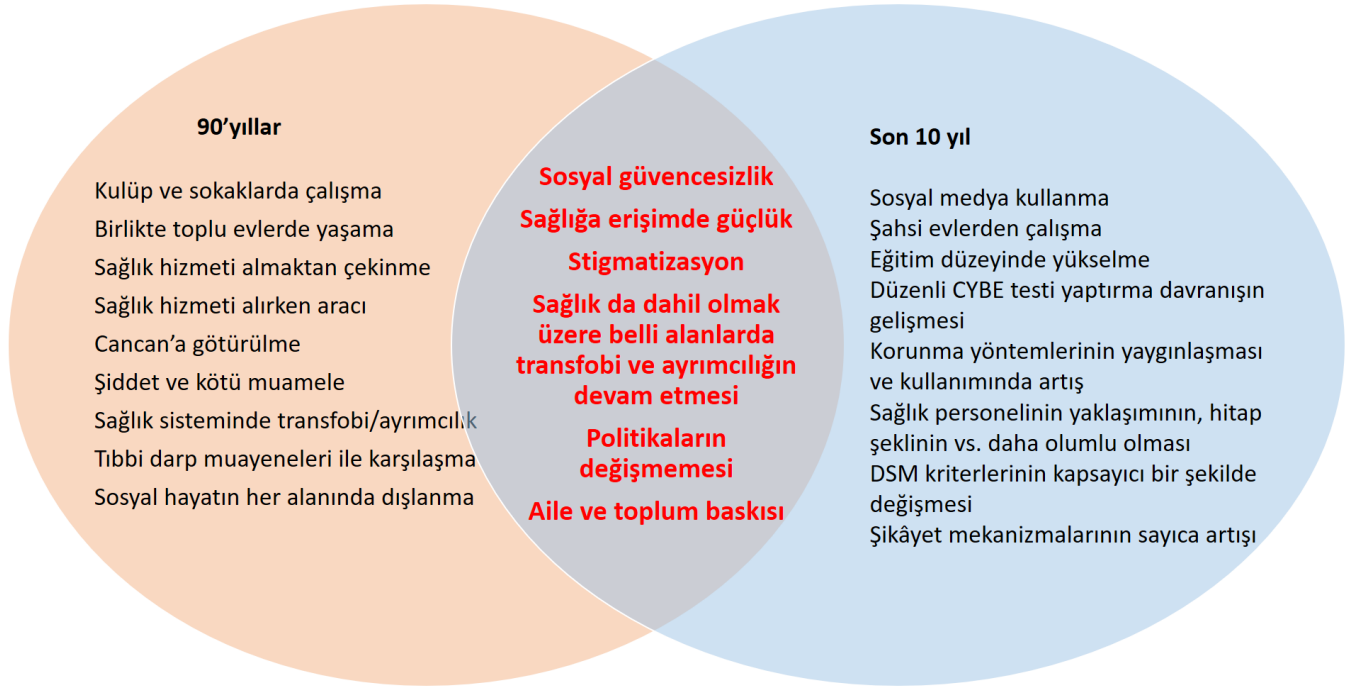 90’yıllar
Kulüp ve sokaklarda çalışma
Birlikte toplu evlerde yaşama
Sağlık hizmeti almaktan çekinme
Sağlık hizmeti alırken aracı
Cancan’a götürülme
Şiddet ve kötü muamele
Sağlık sisteminde transfobi/ayrımcılık
Tıbbi darp muayeneleri ile karşılaşma
Sosyal hayatın her alanında dışlanma
Sosyal güvencesizlik
Sağlığa erişimde güçlük
Stigmatizasyon
Sağlık da dahil olmak
üzere belli alanlarda
transfobi ve ayrımcılığın
devam etmesi
Politikaların
değişmemesi
Aile ve toplum baskısı
Son 10 yıl
Sosyal medya kullanma
Şahsi evlerden çalışma
Eğitim düzeyinde yükselme
Düzenli CYBE testi yaptırma davranışın
gelişmesi
Korunma yöntemlerinin yaygınlaşması
ve kullanımında artış
Sağlık personelinin yaklaşımının, hitap
şeklinin vs. daha olumlu olması
DSM kriterlerinin kapsayıcı bir şekilde
değişmesi
Şikâyet mekanizmalarının sayıca artışı